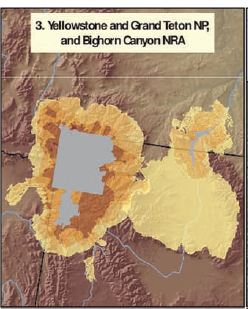 3. Yellowstone and Grand Teton NP,
and Bighorn Canyon NRA